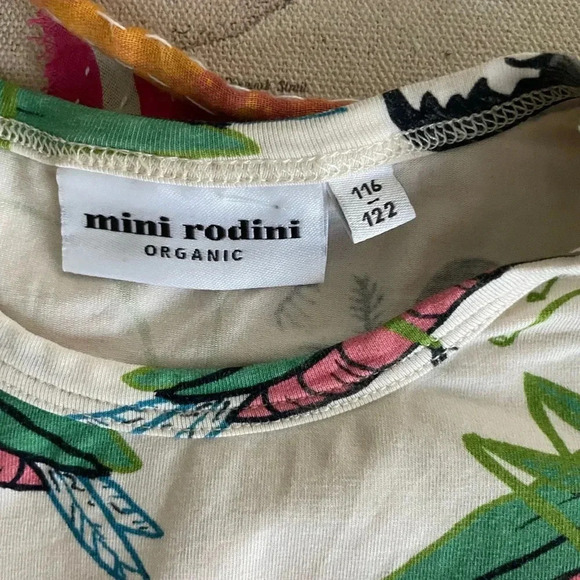 mini rodini
ORGANIC
116
–
122